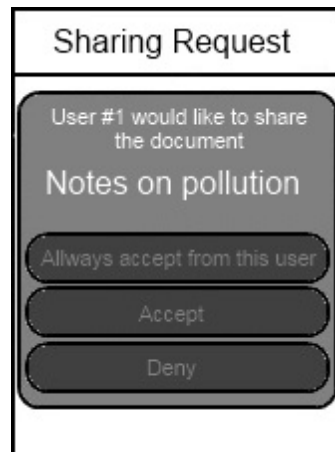 Sharing Request
User #1 would like to share
the document
Notes on pollution
Allways accept from this user
Accept
Deny